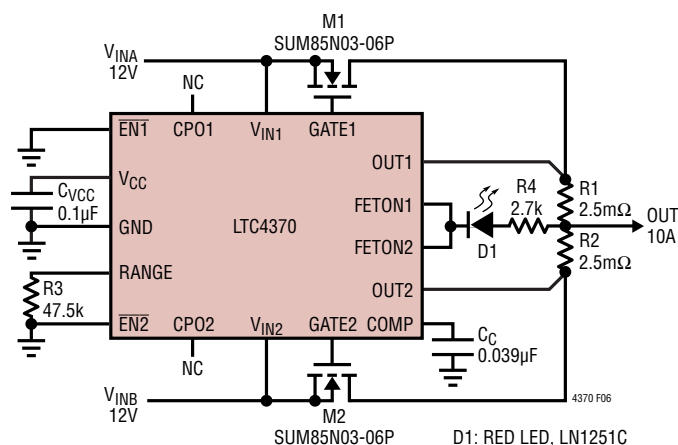 M1
SUM85N03-06P
VINA
12V
NC
EN1
CPO1
VIN1
GATE1
OUT1
VCC
CVCC
0.1µF
FETON1
R4
2.7k
R1
2.5mΩ
OUT
10A
GND
LTC4370
FETON2
D1
R2
2.5mΩ
RANGE
OUT2
R3
47.5k
EN2
CPO2
VIN2
GATE2
COMP
CC
0.039µF
NC
VINB
12V
M2
SUM85N03-06P
4370 F06
D1: RED LED, LN1251C